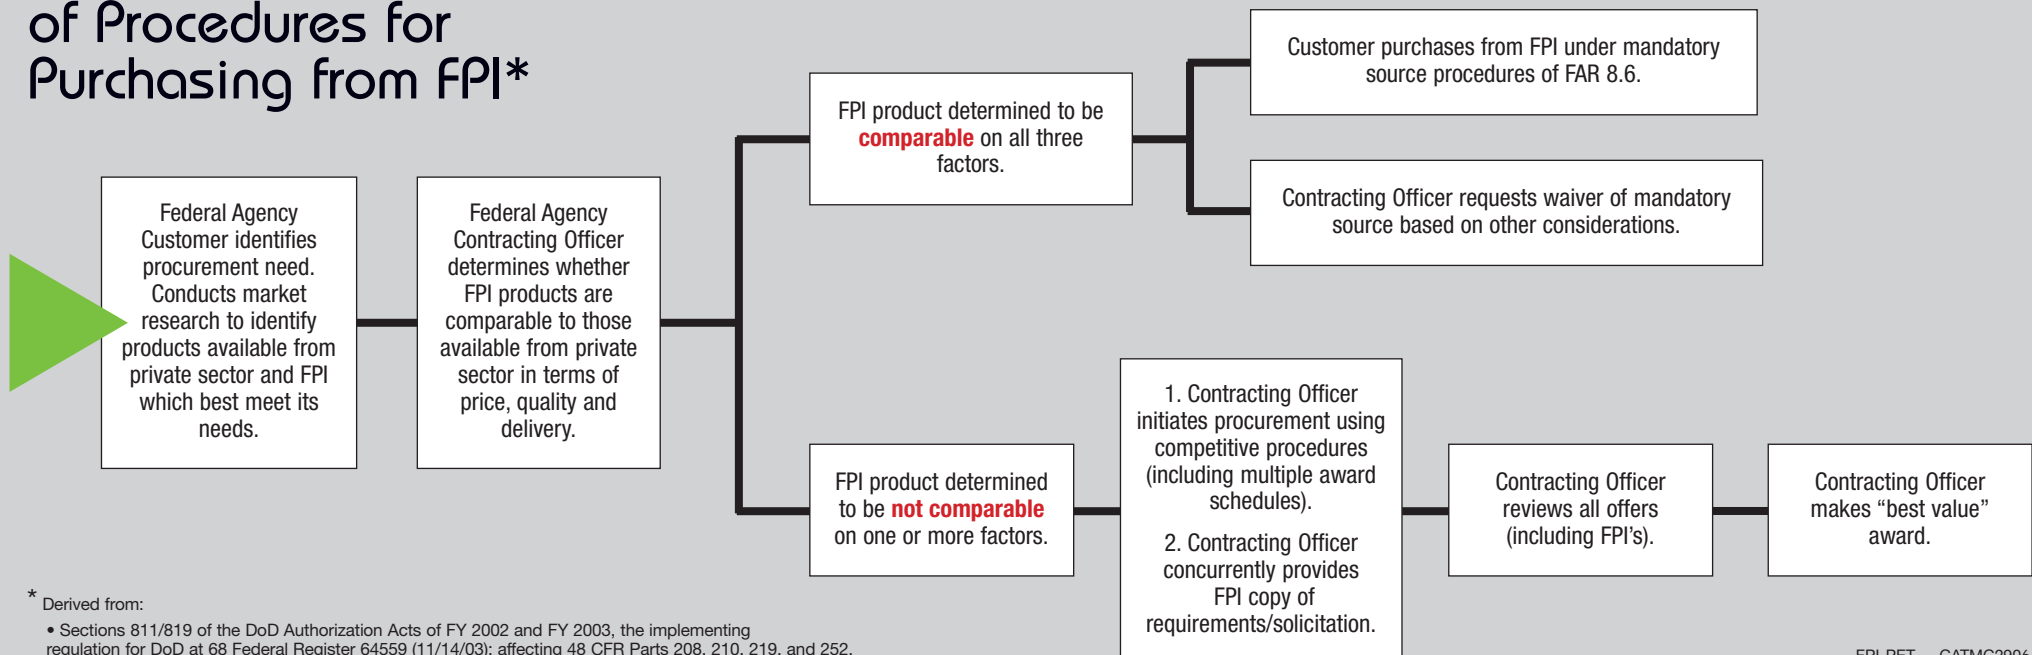 of Procedures for
Purchasing from FPI*
Federal Agency
Customer identifies
procurement need.
Conducts market
research to identify
products available from
private sector and FPI
which best meet its
needs.
Federal Agency
Contracting Officer
determines whether
FPI products are
comparable to those
available from private
sector in terms of
price, quality and
delivery.
FPI product determined to be
comparable on all three
factors.
Customer purchases from FPI under mandatory
source procedures of FAR 8.6.
Contracting Officer requests waiver of mandatory
source based on other considerations.
FPI product determined
to be not comparable
on one or more factors.
1. Contracting Officer
initiates procurement using
competitive procedures
(including multiple award
schedules).
2. Contracting Officer
concurrently provides
FPI copy of
requirements/solicitation.
Contracting Officer
reviews all offers
(including FPI's).
Contracting Officer
makes “best value”
award.
* Derived from:
• Sections 811/819 of the DoD Authorization Acts of FY 2002 and FY 2003, the implementing
regulation for DoD at 68 Federal Register 64559 (11/14/03); affecting 48 CFR Parts 208, 210, 219, and 252.